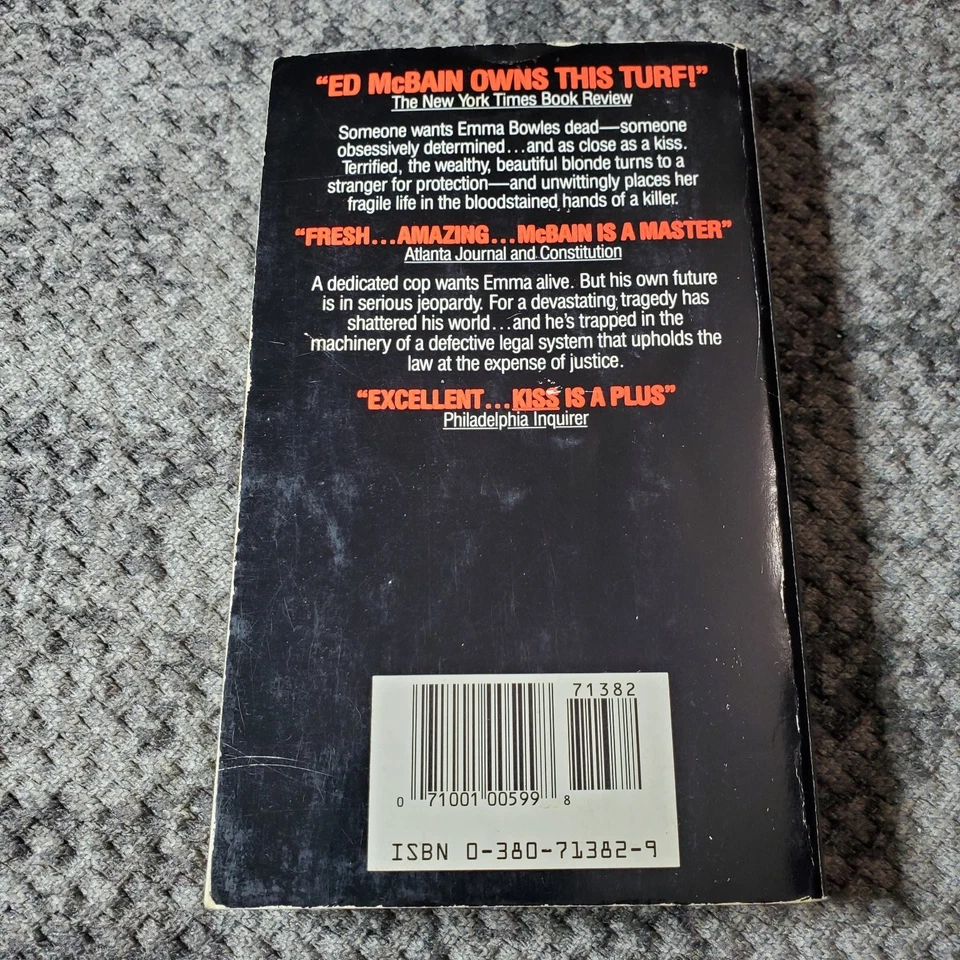 “ED McBAIN OWNS THIS TURF!”
The New York Times Book Review
Someone wants Emma Bowles dead—someone
obsessively determined...and as close as a kiss.
Terrified, the wealthy, beautiful blonde turns to a
stranger for protection—and unwittingly places her
fragile life in the bloodstained hands of a killer.
“FRESH...AMAZING...McBAIN IS A MASTER”
Atlanta Journal and Constitution
A dedicated cop wants Emma alive. But his own future
is in serious jeopardy. For a devastating tragedy has
shattered his world...and he's trapped in the
machinery of a defective legal system that upholds the
law at the expense of justice.
“EXCELLENT...KISS IS A PLUS”
Philadelphia Inquirer
71382
0 71001 00599 8
ISBN 0-380-71382-9